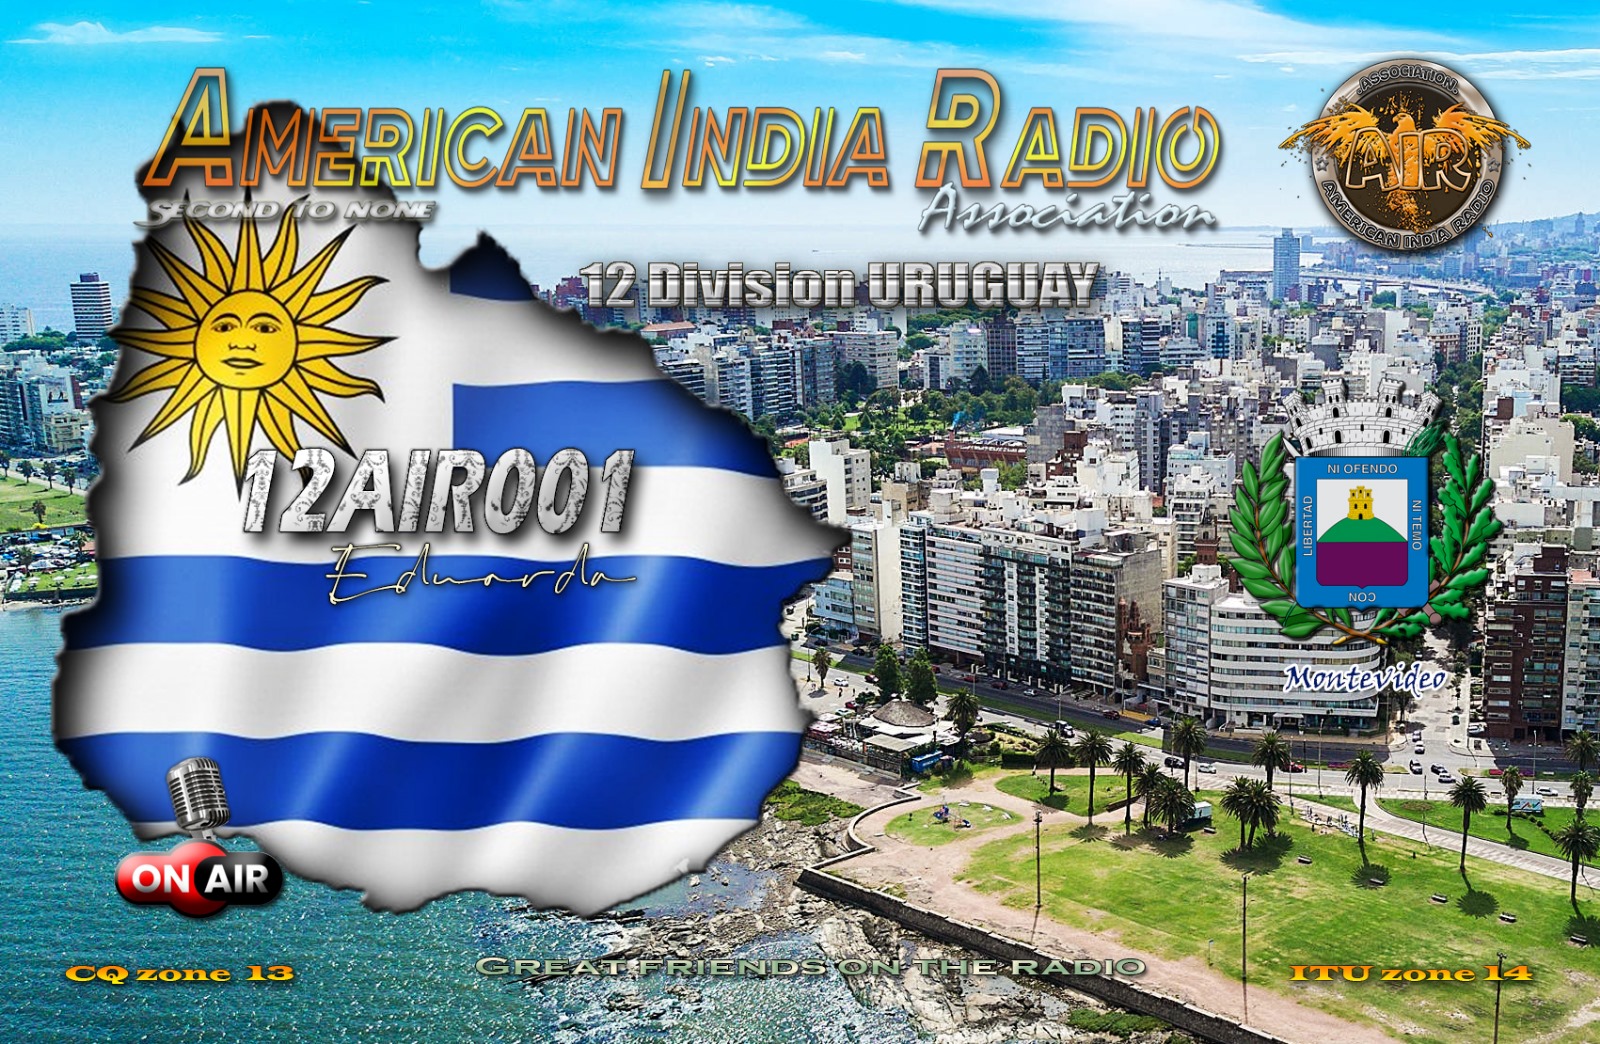 American India Radio
Second to none
Association
12 Division URUGUAY
ASSOCIATION
AIR
AMERICAN INDIA RADIO
12AIR001
Eduardo
NI OFENDO
LIBERTAD
NI TEMO
CON
Montevideo
ON AIR
CQ zone 13
Great friends on the radio
ITU zone 14